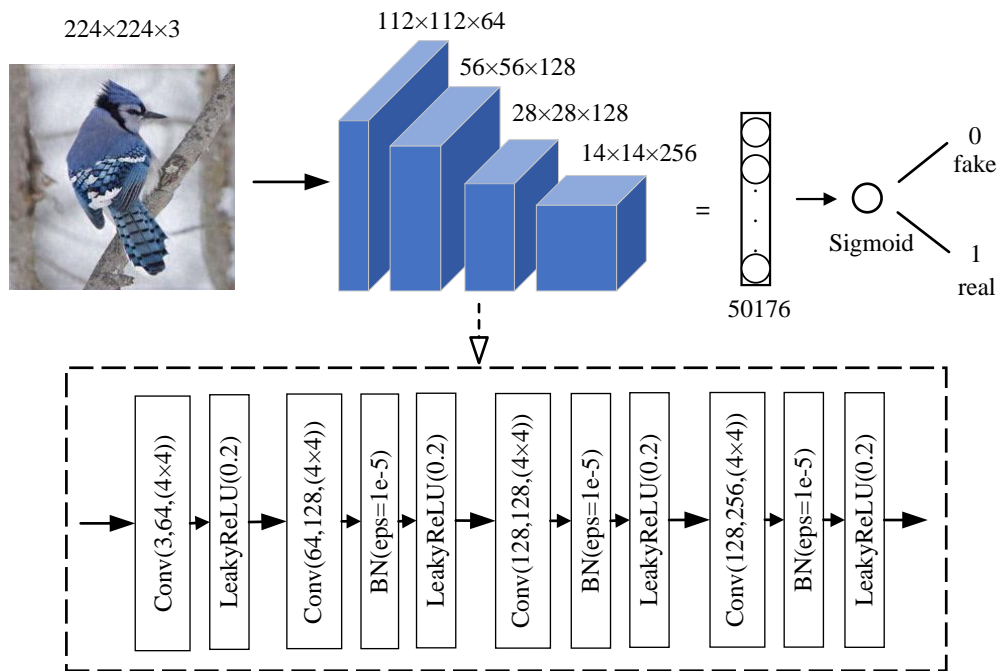 224×224×3
112×112×64
56×56×128
28×28×128
14×14×256
=
50176
Sigmoid
0
fake
1
real
Conv(3,64,(4×4))
LeakyReLU(0.2)
Conv(64,128,(4×4))
BN(eps=1e-5)
LeakyReLU(0.2)
Conv(128,128,(4×4))
BN(eps=1e-5)
LeakyReLU(0.2)
Conv(128,256,(4×4))
BN(eps=1e-5)
LeakyReLU(0.2)